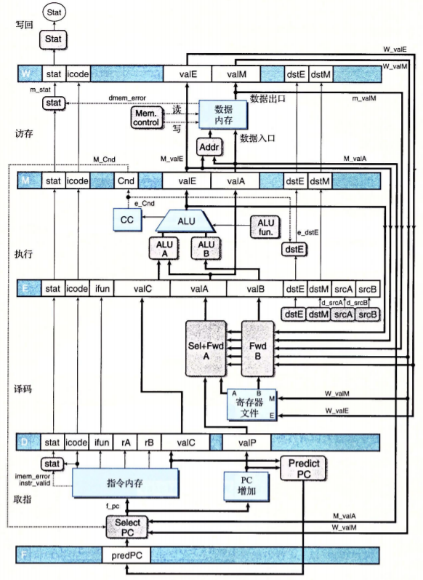 Stat
写回
Stat
W_valE
W_valM
W stat icode valE valM dstE dstM
m_stat
stat
dmem_error
Mem. control
读
写
数据内存
数据出口
m_valM
访存
Addr
数据入口
M_Cnd
M_valE
M_valA
M stat icode Cnd valE valA dstE dstM
e_Cnd
CC
ALU
ALU fun.
e_dstE
执行
ALU A
ALU B
dstE
E stat icode ifun valC valA valB dstE dstM srcA srcB
d_srcA d_srcB
dstE dstM srcA srcB
Sel+Fwd A
Fwd B
译码
A B
寄存器文件
M
E
W_valM
W_valE
D stat icode ifun rA rB valC valP
stat
imem_error
instr_valid
取指
指令内存
PC 增加
Predict PC
f_pc
Select PC
M_valA
W_valM
F predPC